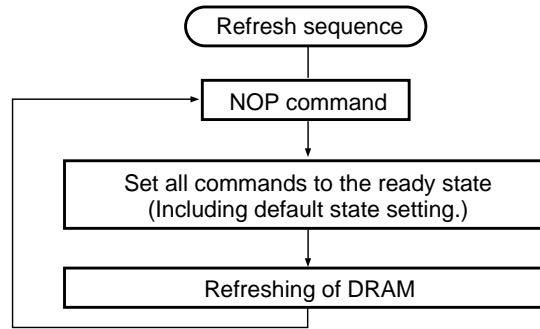 Refresh sequence
NOP command
Set all commands to the ready state
(Including default state setting.)
Refreshing of DRAM